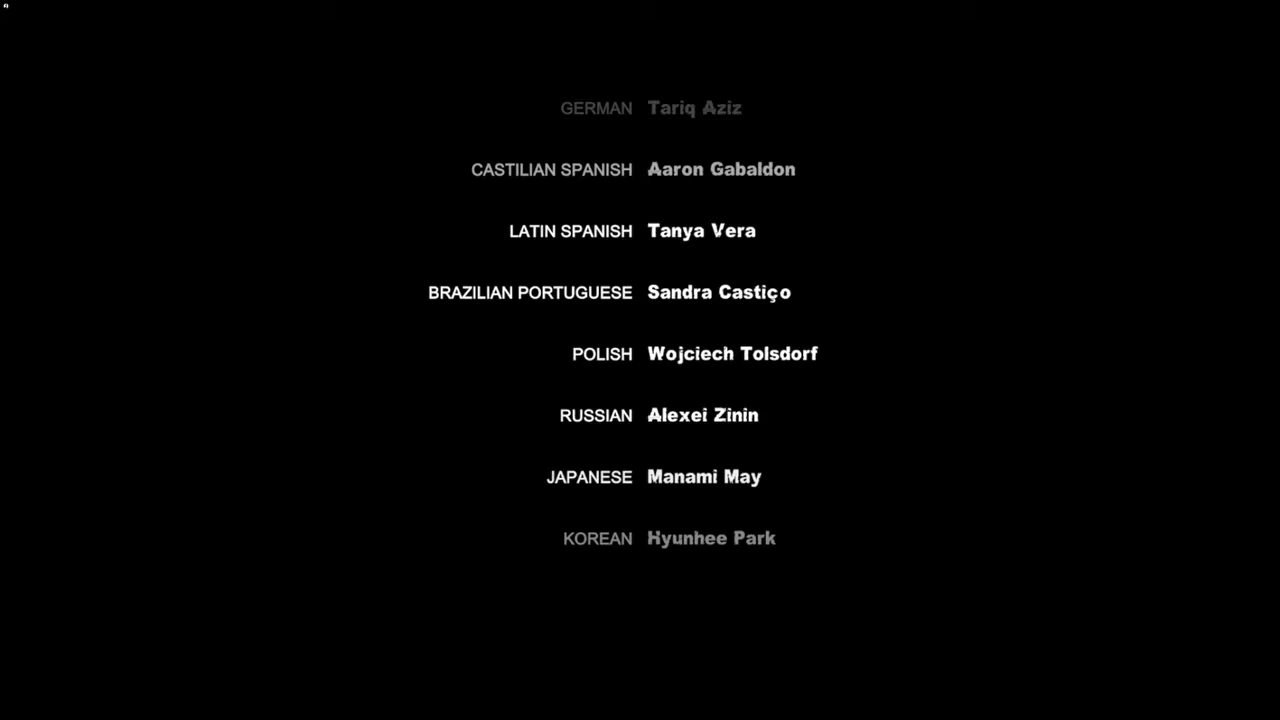 GERMAN Tariq Aziz
CASTILIAN SPANISH Aaron Gabaldon
LATIN SPANISH Tanya Vera
BRAZILIAN PORTUGUESE Sandra Castiço
POLISH Wojciech Tolsdorf
RUSSIAN Alexei Zinin
JAPANESE Manami May
KOREAN Hyunhee Park